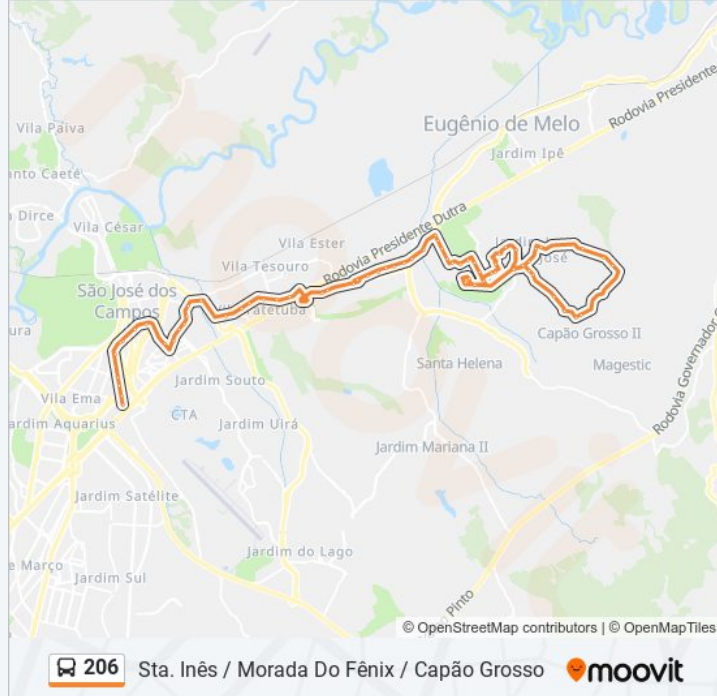 Eugênio de Melo
Rodovia Presidente
Jardim Ipê
Vila Paiva
anto Caeté
a Dirce
Vila César
Vila Ester
Rodovia Presidente Dutra
Vila Tesouro
José
São José dos
Campos
ura
Capão Grosso II
Santa Helena
Magestic
Jardim Souto
Vila Ema
CTA
Jardim Uirá
Jardim Aquarius
Jardim Mariana II
Jardim Satélite
Jardim do Lago
e Março
Jardim Sul
Pinto
© OpenStreetMap contributors | © OpenMapTiles
206 Sta. Inês / Morada Do Fênix / Capão Grosso moovit